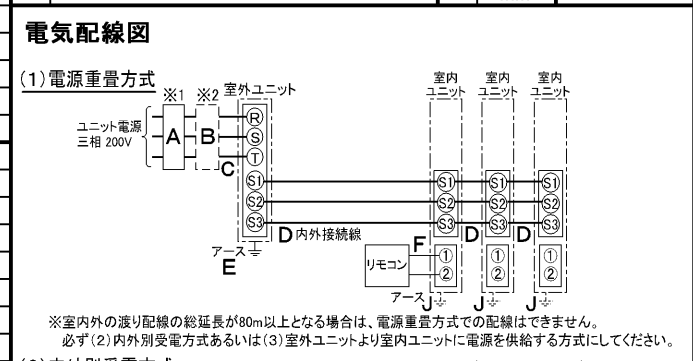 電気配線図
(1)電源重畳方式
※1 ※2 室外ユニット
室内ユニット 室内ユニット 室内ユニット
ユニット電源
三相 200V
A B C
R
S
T
S1 S1 S1 S1
S2 S2 S2 S2
S3 S3 S3 S3
D 内外接続線 F D D
アース
E
リモコン
① ① ①
② ② ②
アース J J J
※室内外の渡り配線の総延長が80m以上となる場合は、電源重畳方式での配線はできません。
必ず(2)内外別受電方式あるいは(3)室外ユニットより室内ユニットに電源を供給する方式にしてください。